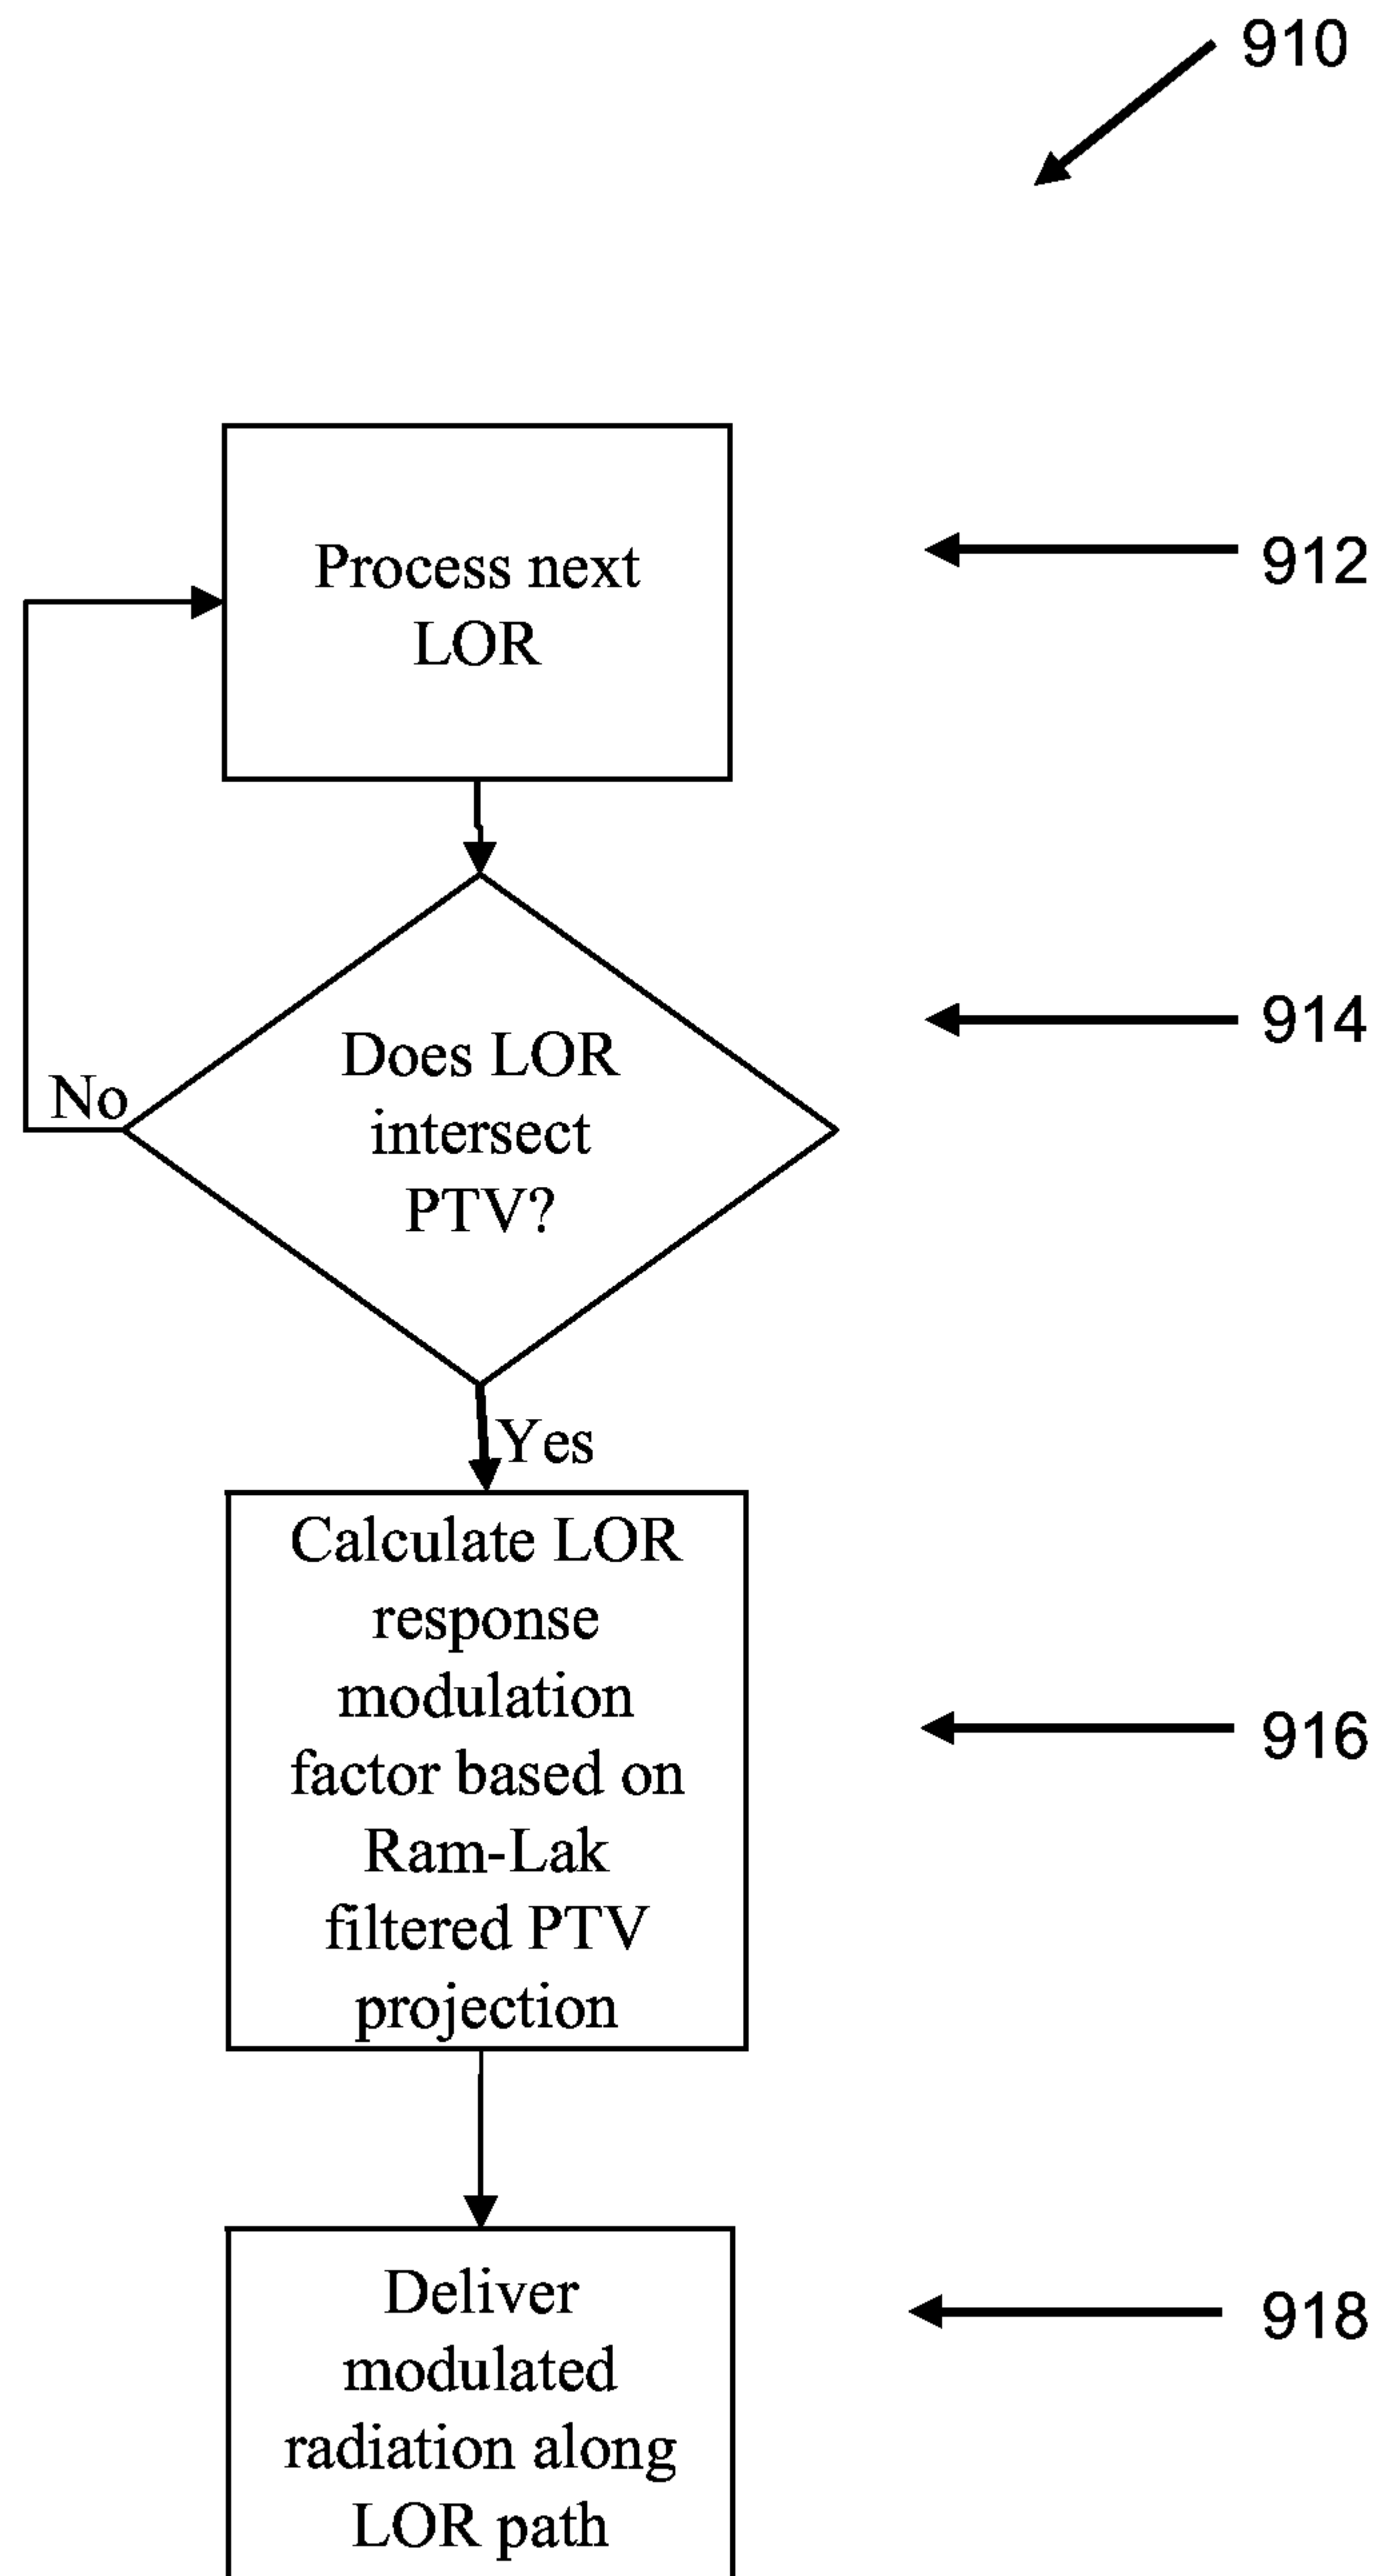 910
Process next
LOR
912
Does LOR
intersect
PTV?
914
No
Yes
Calculate LOR
response
modulation
factor based on
Ram-Lak
filtered PTV
projection
916
Deliver
modulated
radiation along
LOR path
918